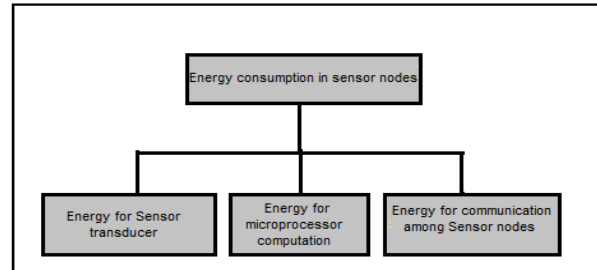 Energy consumption in sensor nodes
Energy for Sensor
transducer
Energy for
microprocessor
computation
Energy for communication
among Sensor nodes